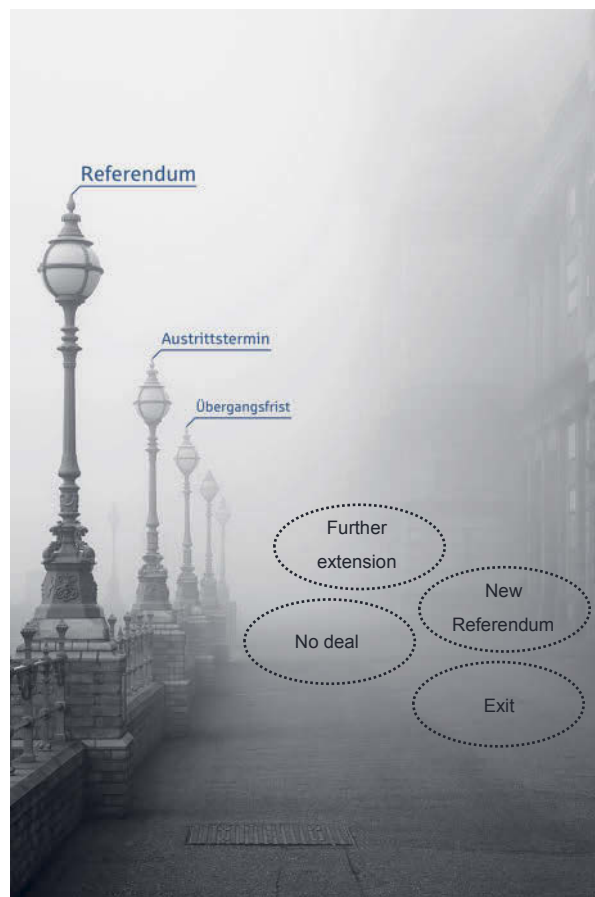 Referendum
Austrittstermin
Übergangsfrist
Further
extension
New
Referendum
No deal
Exit